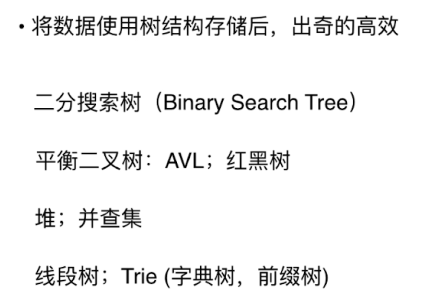 • 将数据使用树结构存储后，出奇的高效
二分搜索树（Binary Search Tree）
平衡二叉树：AVL；红黑树
堆；并查集
线段树；Trie (字典树，前缀树)